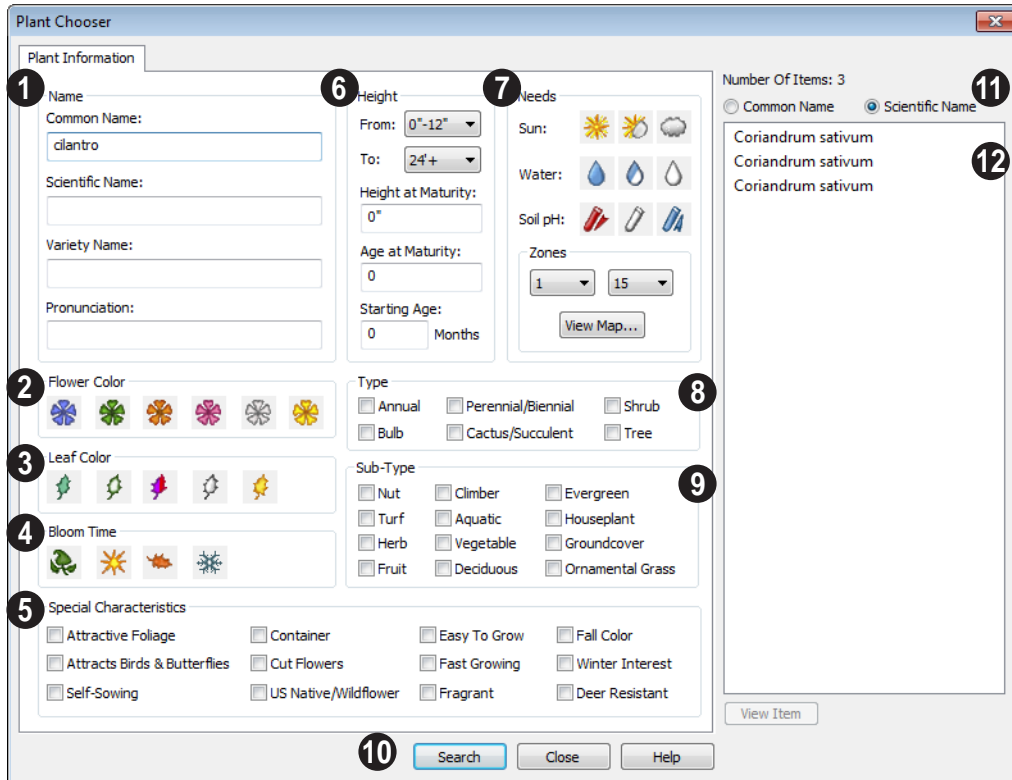 Plant Chooser
Plant Information
1
Name
Common Name:
cilantro
Scientific Name:
Variety Name:
Pronunciation:
6
Height
From: 0"-12"
To: 24'+
Height at Maturity:
0"
Age at Maturity:
0
Starting Age:
0 Months
7
Needs
Sun:
Water:
Soil pH:
Zones
1 15
View Map...
2
Flower Color
3
Leaf Color
4
Bloom Time
8
Type
Annual Perennial/Biennial Shrub
Bulb Cactus/Succulent Tree
9
Sub-Type
Nut Climber Evergreen
Turf Aquatic Houseplant
Herb Vegetable Groundcover
Fruit Deciduous Ornamental Grass
5
Special Characteristics
Attractive Foliage Container Easy To Grow Fall Color
Attracts Birds & Butterflies Cut Flowers Fast Growing Winter Interest
Self-Sowing US Native/Wildflower Fragrant Deer Resistant
10
Search Close Help
Number Of Items: 3
11
Common Name Scientific Name
12
Coriandrum sativum
Coriandrum sativum
Coriandrum sativum
View Item